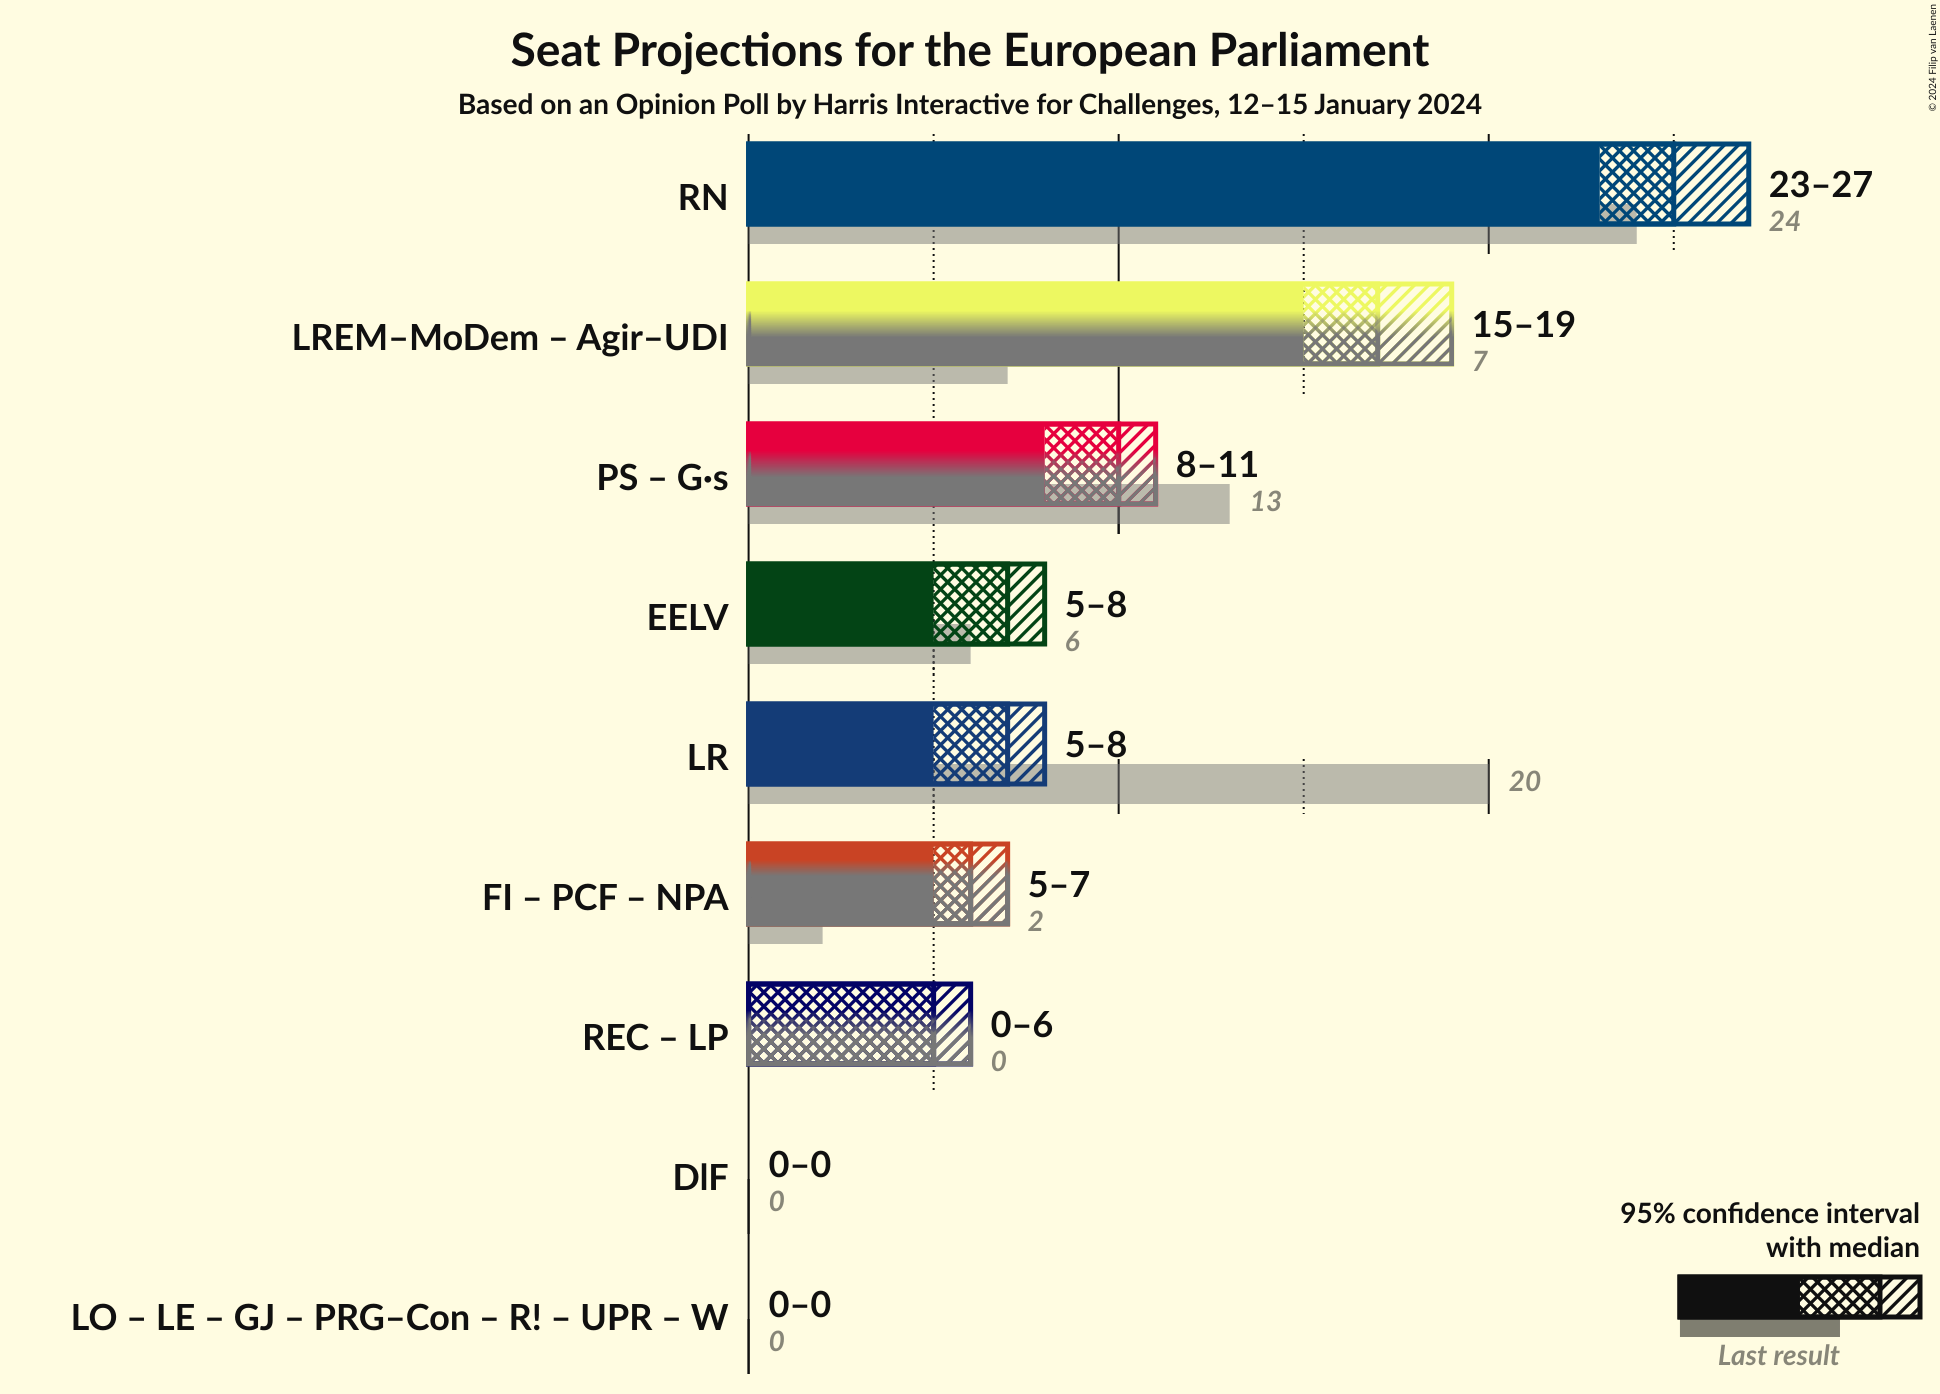 Seat Projections for the European Parliament
Based on an Opinion Poll by Harris Interactive for Challenges, 12–15 January 2024
© 2024 Filip van Laenen
RN
23–27
24
LREM–MoDem – Agir–UDI
15–19
7
PS – G·s
8–11
13
EELV
5–8
6
LR
5–8
20
FI – PCF – NPA
5–7
2
REC – LP
0–6
0
DIF
0–0
0
LO – LE – GJ – PRG–Con – R! – UPR – W
0–0
0
95% confidence interval
with median
Last result